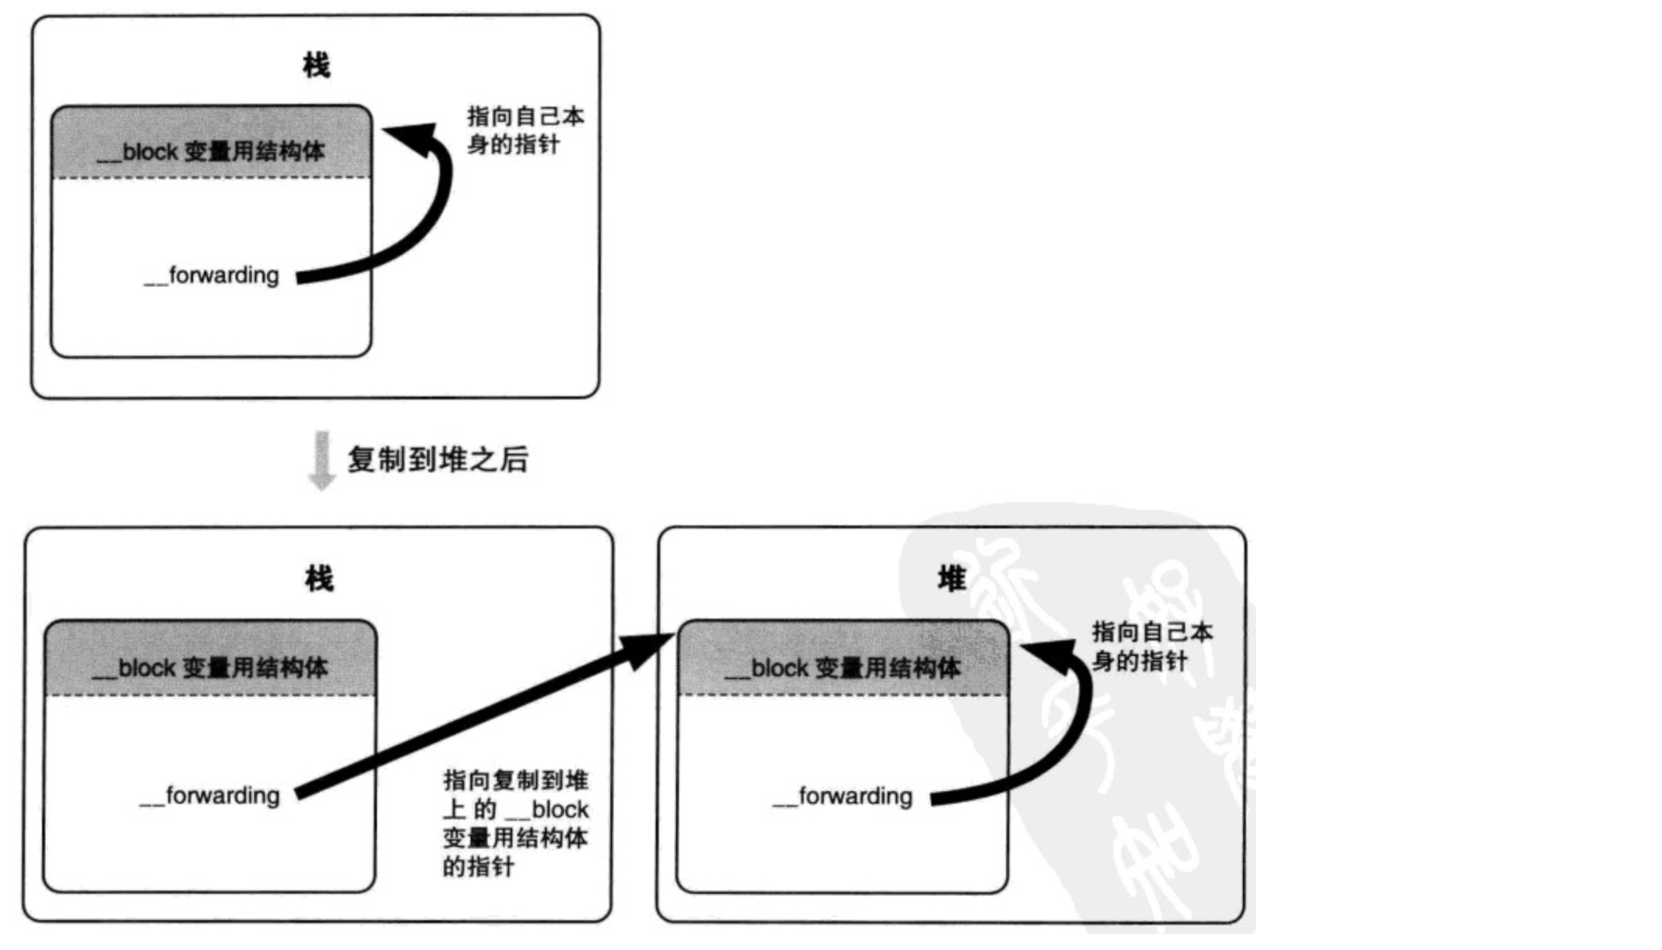 栈
指向自己本
身的指针
__block 变量用结构体
__forwarding
复制到堆之后
栈
__block 变量用结构体
__forwarding
指向复制到堆
上 的 __block
变量用结构体
的指针
堆
指向自己本
身的指针
__block 变量用结构体
__forwarding